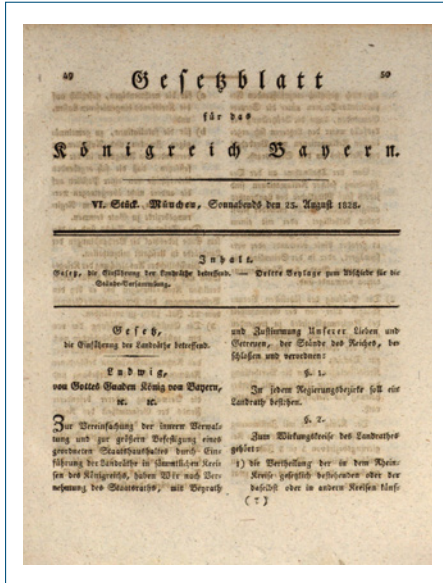 49
50
Gesetzblatt
für das
Königreich Bayern.
VI. Stück. München, Sonnabends den 23. August 1828.
Inhalt.
Gesetz, die Einführung der Landräthe betreffend. — Dritte Beylage zum Abschiede für die
Stände-Versammlung.
Gesetz,
die Einführung der Landräthe betreffend.
Ludwig,
von Gottes Gnaden König von Bayern,
ꝛc. ꝛc.
Zur Vereinfachung der innern Verwal-
tung und zur größern Befestigung eines
geordneten Staatshaushaltes durch Ein-
führung der Landräthe in sämmtlichen Krei-
sen des Königreichs, haben Wir nach Ver-
nehmung des Staatsraths, mit Beyrath
und Zustimmung Unserer Lieben und
Getreuen, der Stände des Reiches, be-
schlossen und verordnen:
§. 1.
In jedem Regierungsbezirke soll ein
Landrath bestehen.
§. 2.
Zum Wirkungskreise des Landrathes
gehört:
1) die Vertheilung der in dem Rhein-
Kreise gesetzlich bestehenden oder der
daselbst oder in andern Kreisen künf-
(7)